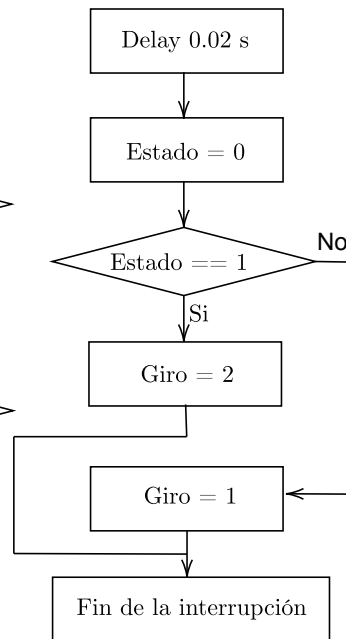 Delay 0.02 s
Estado = 0
Estado == 1
No
Si
Giro = 2
Giro = 1
Fin de la interrupción